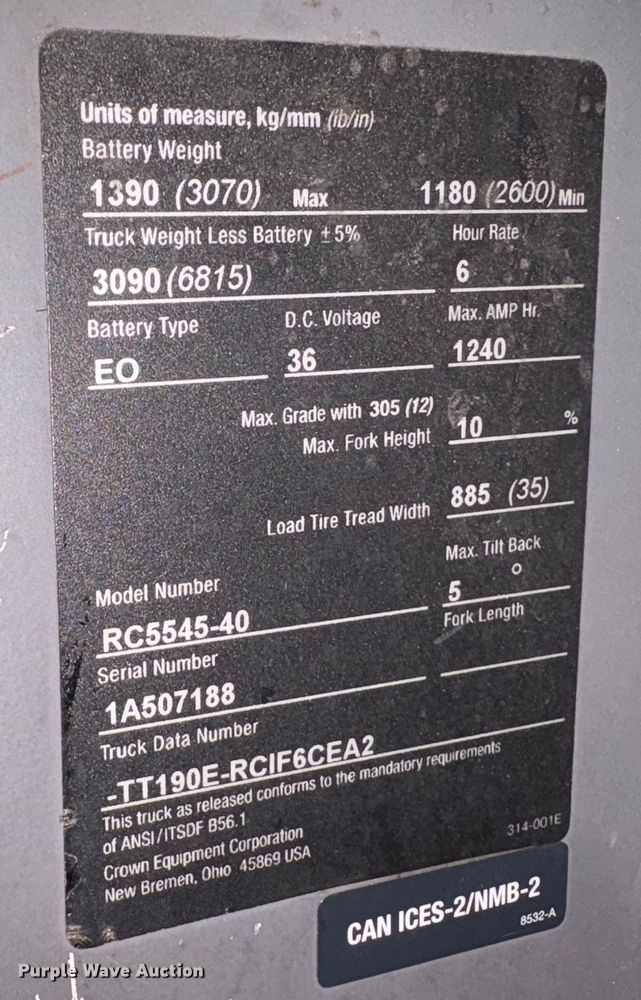 Units of measure, kg/mm (lb/in)
Battery Weight
1390 (3070) Max 1180 (2600) Min
Truck Weight Less Battery ±5% Hour Rate
3090 (6815) 6
Battery Type D.C. Voltage Max. AMP Hr.
EO 36 1240
Max. Grade with 305 (12)
Max. Fork Height 10 %
Load Tire Tread Width 885 (35)
Max. Tilt Back
Model Number 5 °
RC5545-40 Fork Length
Serial Number
1A507188
Truck Data Number
-TT190E-RCIF6CEA2
This truck as released conforms to the mandatory requirements
of ANSI/ITSDF B56.1
Crown Equipment Corporation 314-001E
New Bremen, Ohio 45869 USA
CAN ICES-2/NMB-2
8532-A
Purple Wave Auction